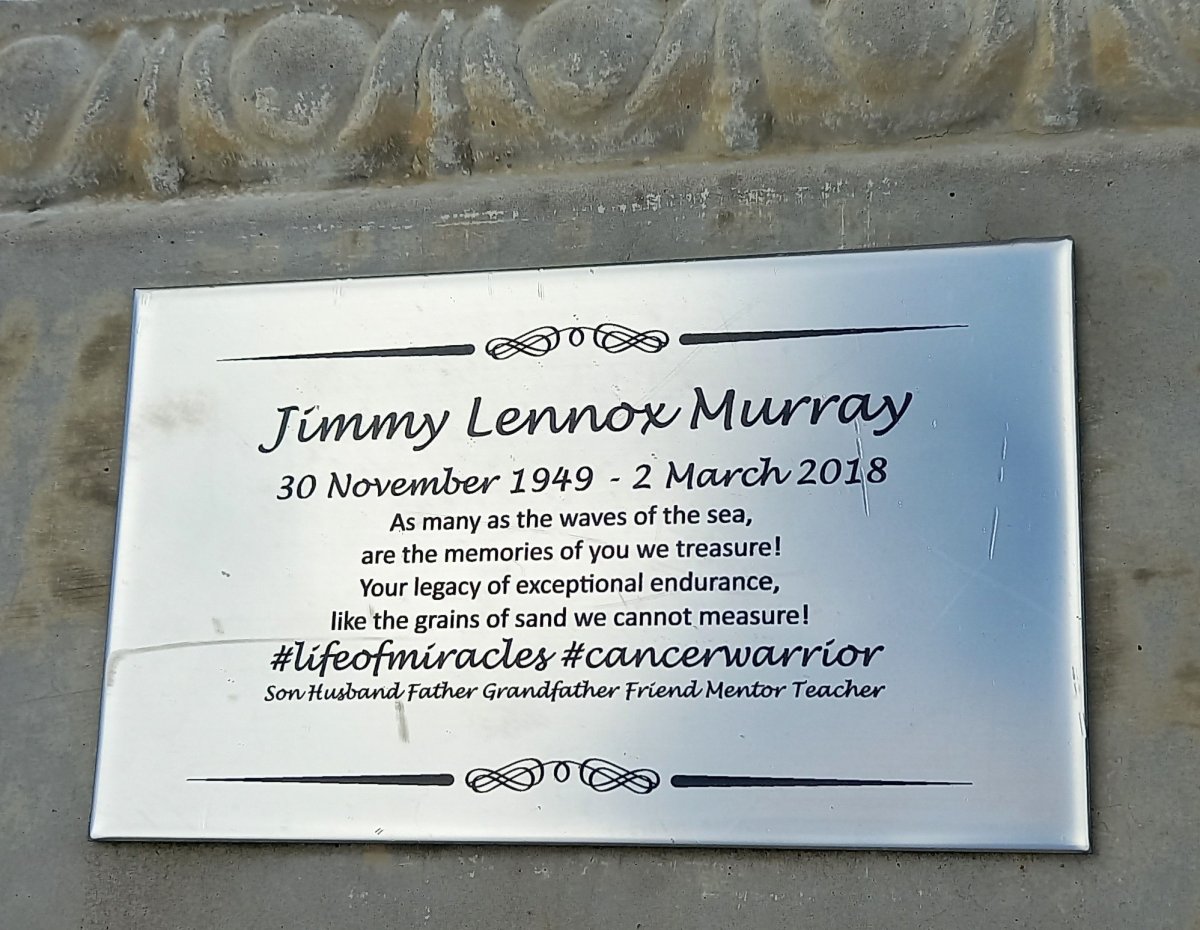 Jimmy Lennox Murray
30 November 1949 - 2 March 2018
As many as the waves of the sea,
are the memories of you we treasure!
Your legacy of exceptional endurance,
like the grains of sand we cannot measure!
#lifeofmiracles #cancerwarrior
Son Husband Father Grandfather Friend Mentor Teacher